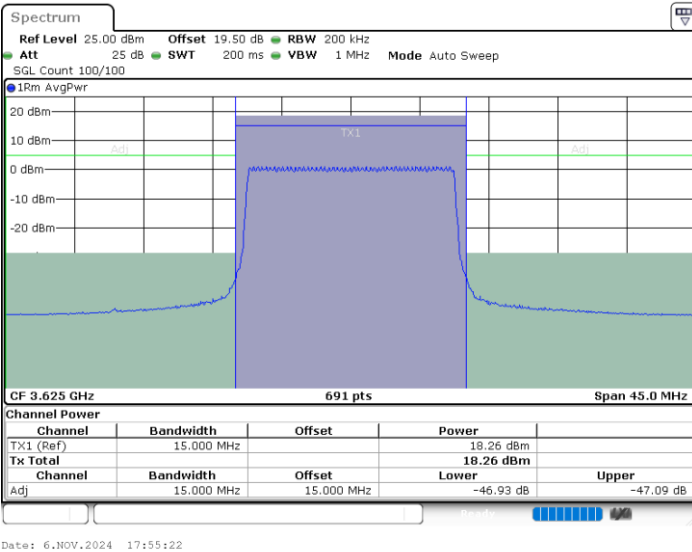 Spectrum
Ref Level 25.00 dBm Offset 19.50 dB RBW 200 kHz
Att 25 dB SWT 200 ms VBW 1 MHz Mode Auto Sweep
SGL Count 100/100
1Rm AvgPwr
20 dBm
TX1
10 dBm
Adj Adj
0 dBm
-10 dBm
-20 dBm
CF 3.625 GHz 691 pts Span 45.0 MHz
Channel Power
Channel Bandwidth Offset Power
TX1 (Ref) 15.000 MHz 18.26 dBm
Tx Total 18.26 dBm
Channel Bandwidth Offset Lower Upper
Adj 15.000 MHz 15.000 MHz -46.93 dB -47.09 dB
Ready
Date: 6.NOV.2024 17:55:22